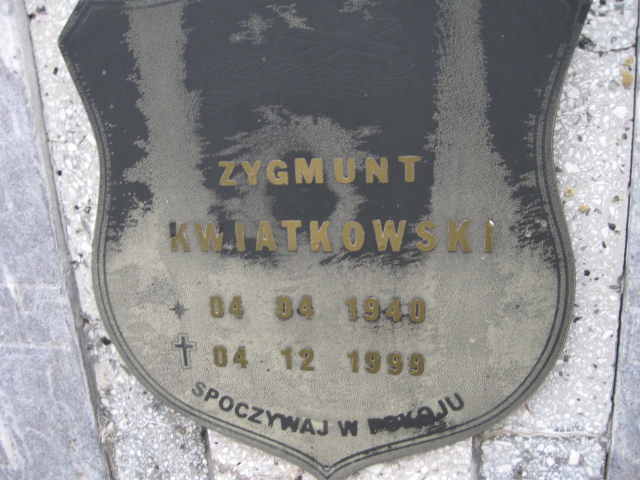 ZYGMUNT
KWIATKOWSKI
04 04 1940
04 12 1999
SPOCZYWAJ W POKOJU